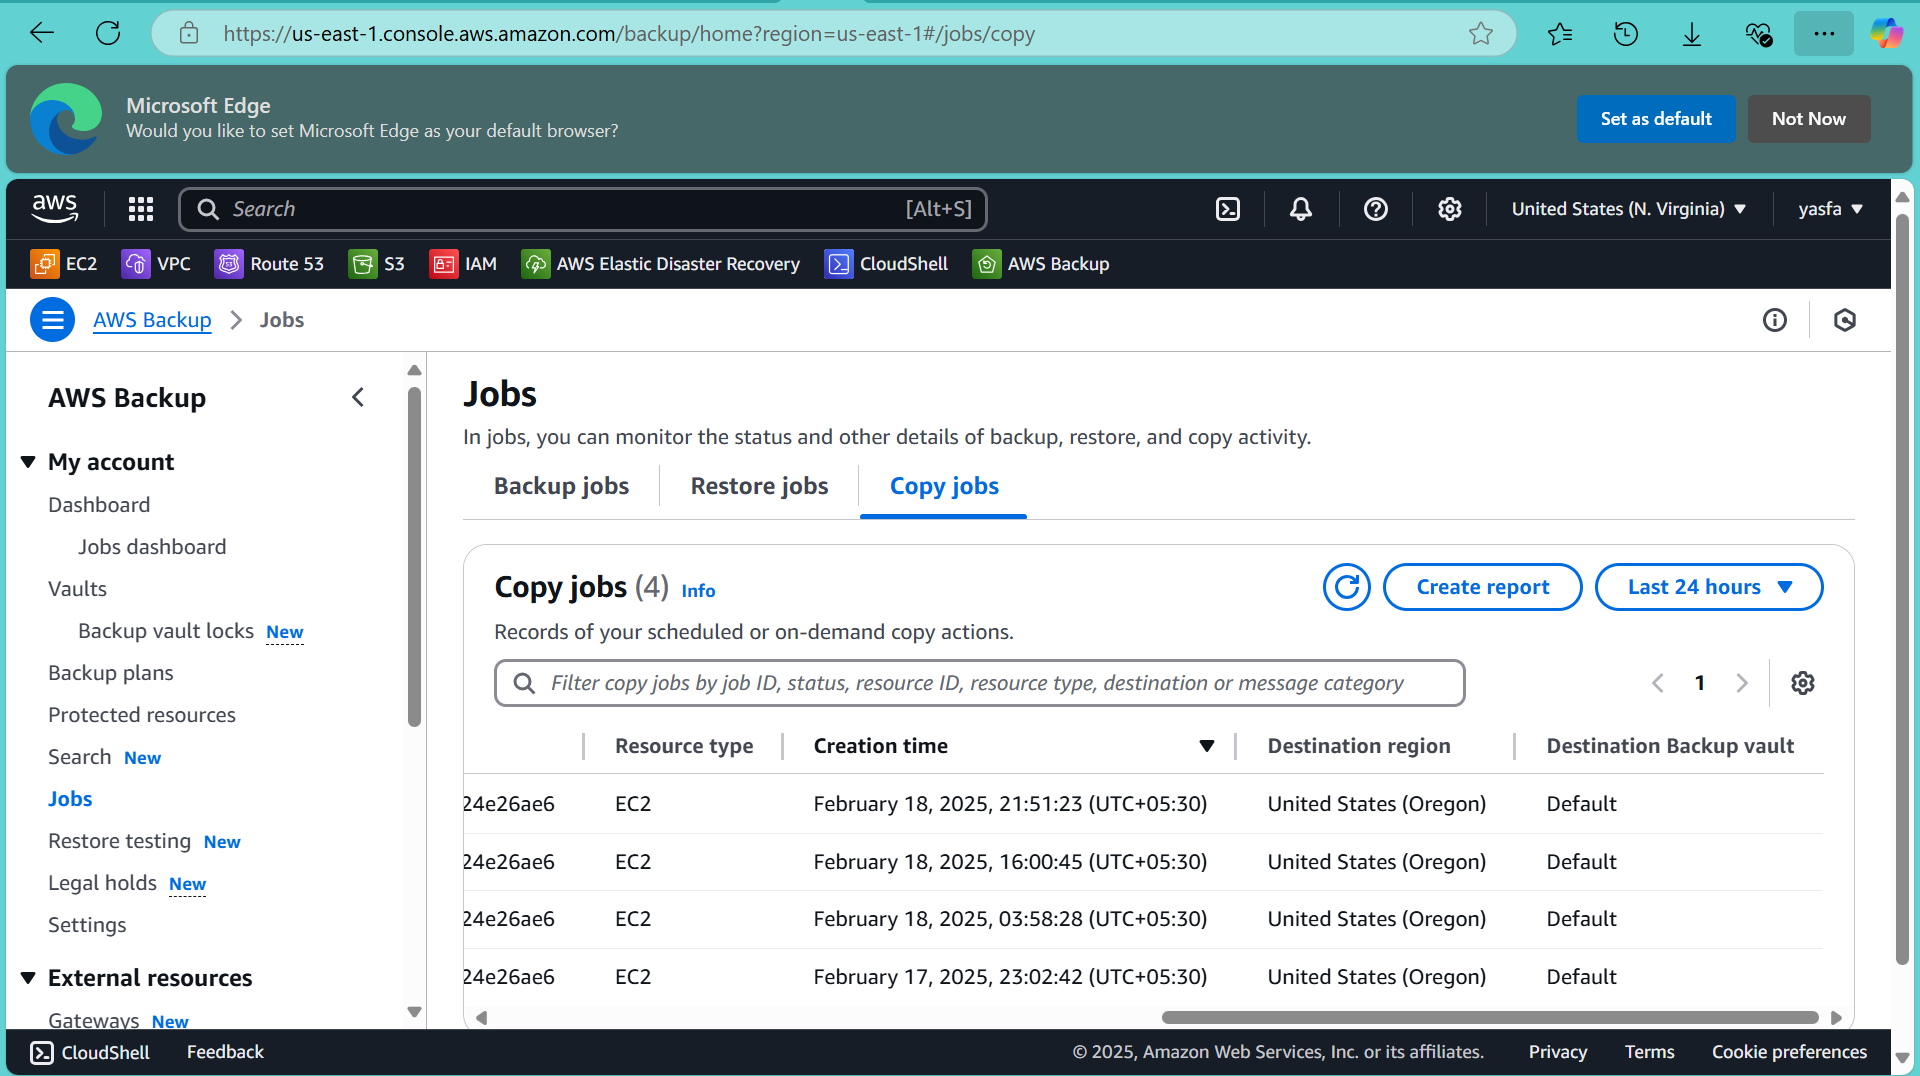 https://us-east-1.console.aws.amazon.com/backup/home?region=us-east-1#/jobs/copy
Microsoft Edge
Would you like to set Microsoft Edge as your default browser?
Set as default
Not Now
aws
Search
[Alt+S]
United States (N. Virginia)
yasfa
EC2
VPC
Route 53
S3
IAM
AWS Elastic Disaster Recovery
CloudShell
AWS Backup
AWS Backup
Jobs
AWS Backup
My account
Dashboard
Jobs dashboard
Vaults
Backup vault locks New
Backup plans
Protected resources
Search New
Jobs
Restore testing New
Legal holds New
Settings
External resources
Gateways New
Jobs
In jobs, you can monitor the status and other details of backup, restore, and copy activity.
Backup jobs
Restore jobs
Copy jobs
Copy jobs (4) Info
Create report
Last 24 hours
Records of your scheduled or on-demand copy actions.
Filter copy jobs by job ID, status, resource ID, resource type, destination or message category
1
Resource type Creation time Destination region Destination Backup vault
24e26ae6 EC2 February 18, 2025, 21:51:23 (UTC+05:30) United States (Oregon) Default
24e26ae6 EC2 February 18, 2025, 16:00:45 (UTC+05:30) United States (Oregon) Default
24e26ae6 EC2 February 18, 2025, 03:58:28 (UTC+05:30) United States (Oregon) Default
24e26ae6 EC2 February 17, 2025, 23:02:42 (UTC+05:30) United States (Oregon) Default
CloudShell
Feedback
© 2025, Amazon Web Services, Inc. or its affiliates.
Privacy
Terms
Cookie preferences